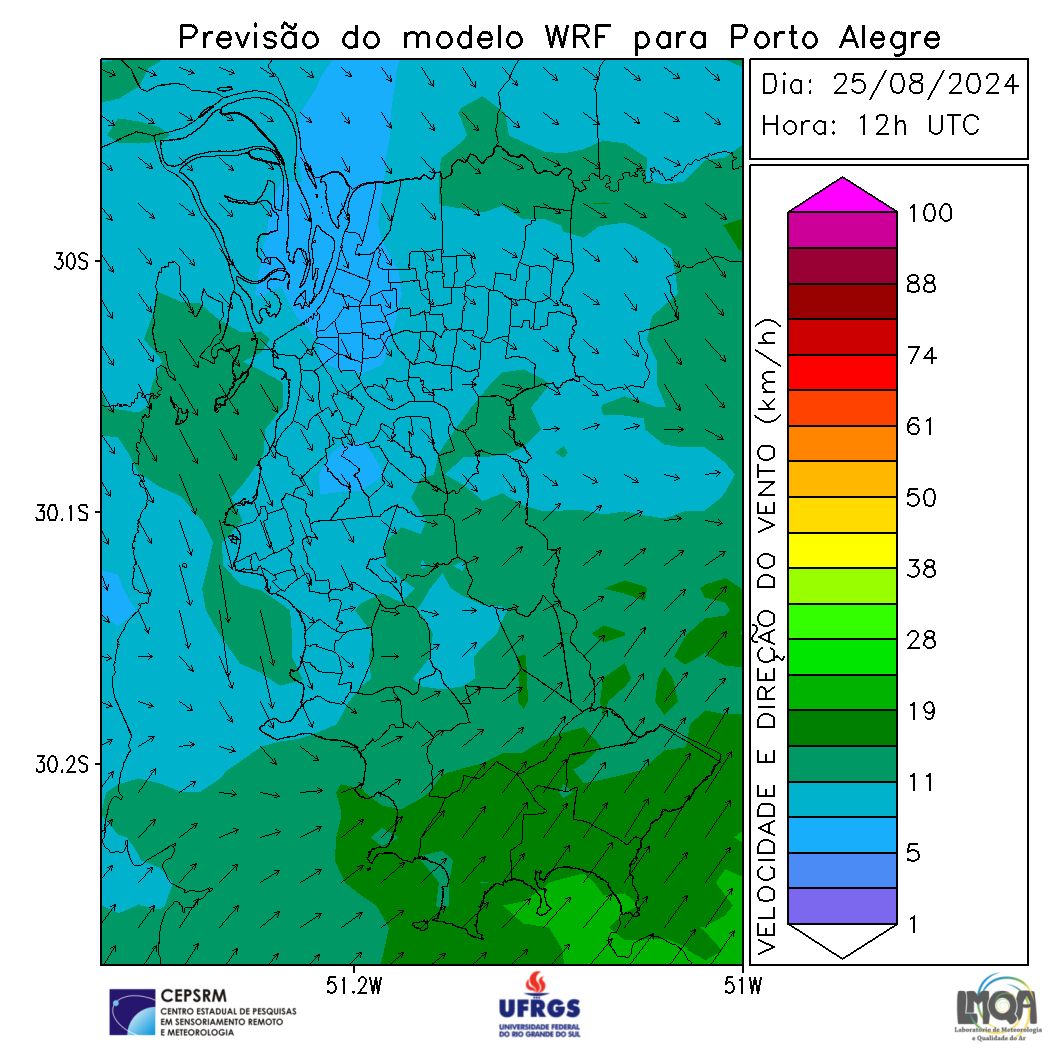 Previsão do modelo WRF para Porto Alegre
Dia: 25/08/2024
Hora: 12h UTC
30S
30.1S
30.2S
51.2W
51W
VELOCIDADE E DIREÇÃO DO VENTO (km/h)
100
88
74
61
50
38
28
19
11
5
1
CEPSRM
CENTRO ESTADUAL DE PESQUISAS
EM SENSORIAMENTO REMOTO
E METEOROLOGIA
UFRGS
UNIVERSIDADE FEDERAL
DO RIO GRANDE DO SUL
LMQA
Laboratório de Meteorologia
e Qualidade do Ar